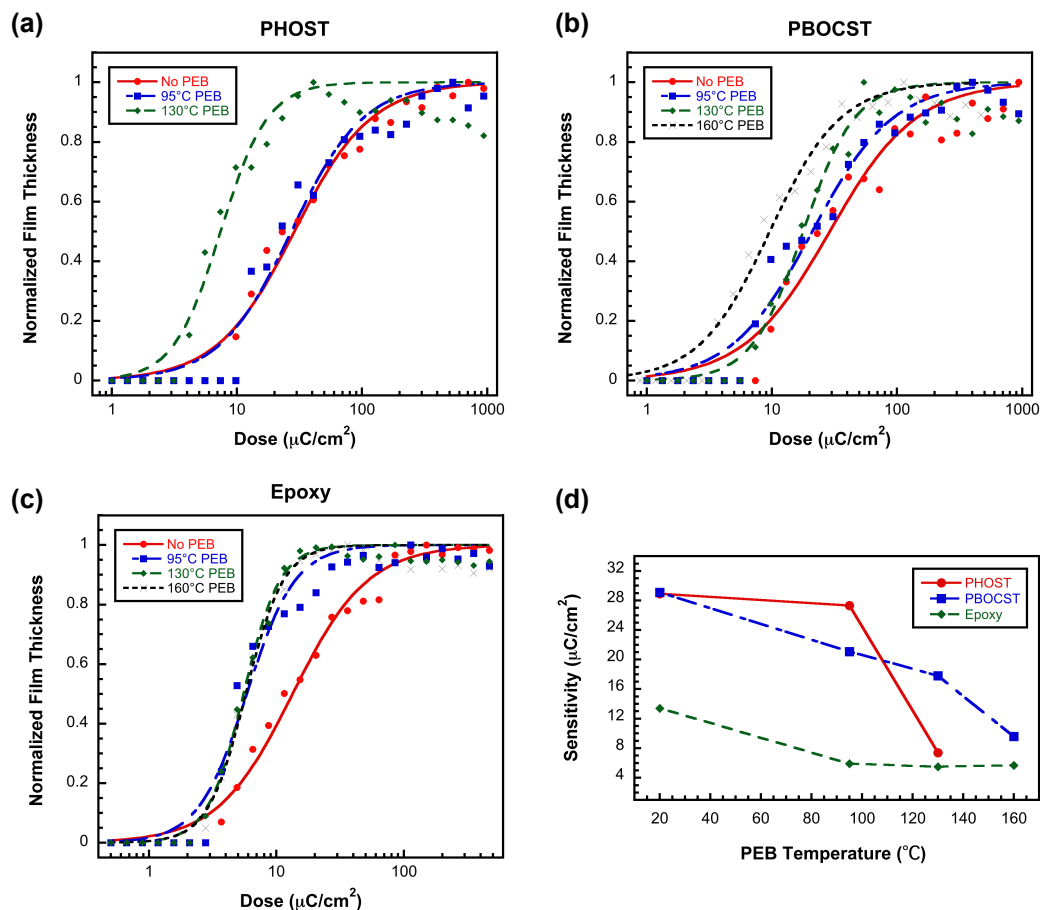 (a)
PHOST
No PEB
95°C PEB
130°C PEB
Normalized Film Thickness
1
0.8
0.6
0.4
0.2
0
1
10
100
1000
Dose (μC/cm²)
(b)
PBOCST
No PEB
95°C PEB
130°C PEB
160°C PEB
Normalized Film Thickness
1
0.8
0.6
0.4
0.2
0
1
10
100
1000
Dose (μC/cm²)
(c)
Epoxy
No PEB
95°C PEB
130°C PEB
160°C PEB
Normalized Film Thickness
1
0.8
0.6
0.4
0.2
0
1
10
100
Dose (μC/cm²)
(d)
PHOST
PBOCST
Epoxy
Sensitivity (μC/cm²)
32
28
24
20
16
12
8
4
20
40
60
80
100
120
140
160
PEB Temperature (℃)